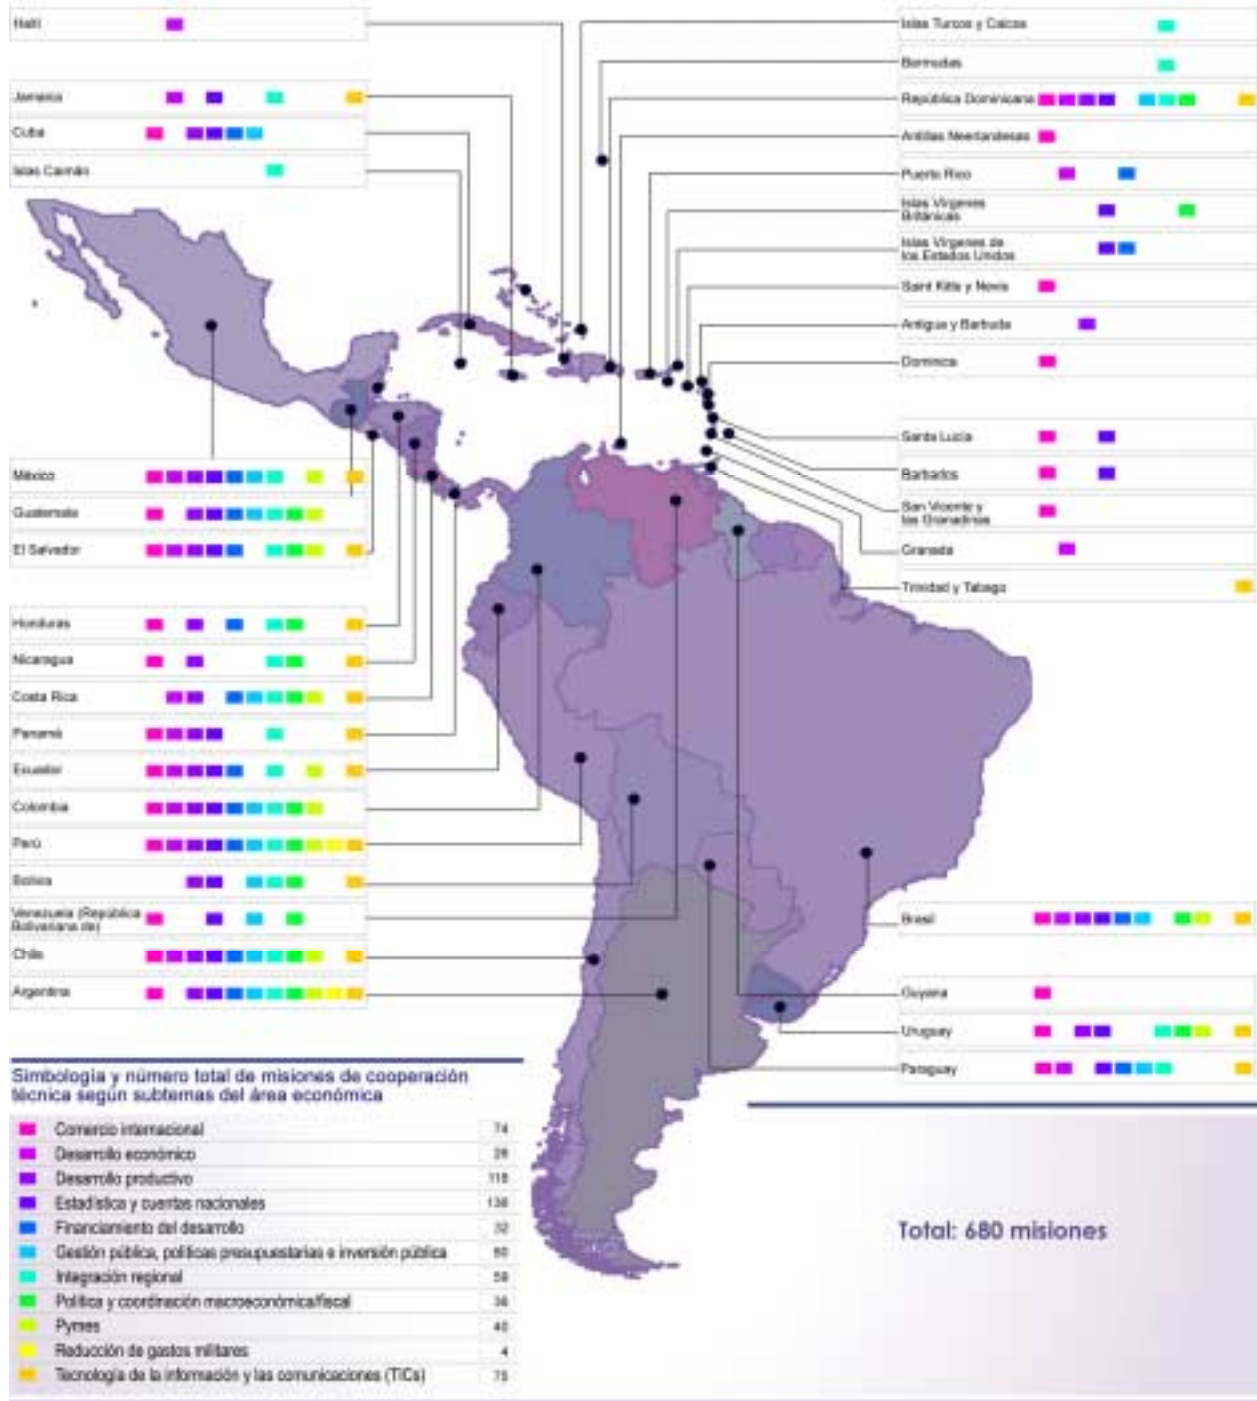 Haití
Jamaica
Cuba
Islas Caimán
México
Guatemala
El Salvador
Honduras
Nicaragua
Costa Rica
Panamá
Ecuador
Colombia
Perú
Bolivia
Venezuela (República
Bolivariana de)
Chile
Argentina
Islas Turcos y Caicos
Bermudas
República Dominicana
Antillas Neerlandesas
Puerto Rico
Islas Vírgenes
Británicas
Islas Vírgenes de
los Estados Unidos
Saint Kitts y Nevis
Antigua y Barbuda
Dominica
Santa Lucía
Barbados
San Vicente y
las Granadinas
Granada
Trinidad y Tabago
Brasil
Guyana
Uruguay
Paraguay
Simbología y número total de misiones de cooperación
técnica según subtemas del área económica
Comercio internacional 74
Desarrollo económico
Desarrollo productivo
Estadística y cuentas nacionales
Financiamiento del desarrollo 32
Gestión pública, políticas presupuestarias e inversión pública
Integración regional
Política y coordinación macroeconómica/fiscal
Pymes 40
Reducción de gastos militares 4
Tecnología de la información y las comunicaciones (TICs) 75
Total: 680 misiones